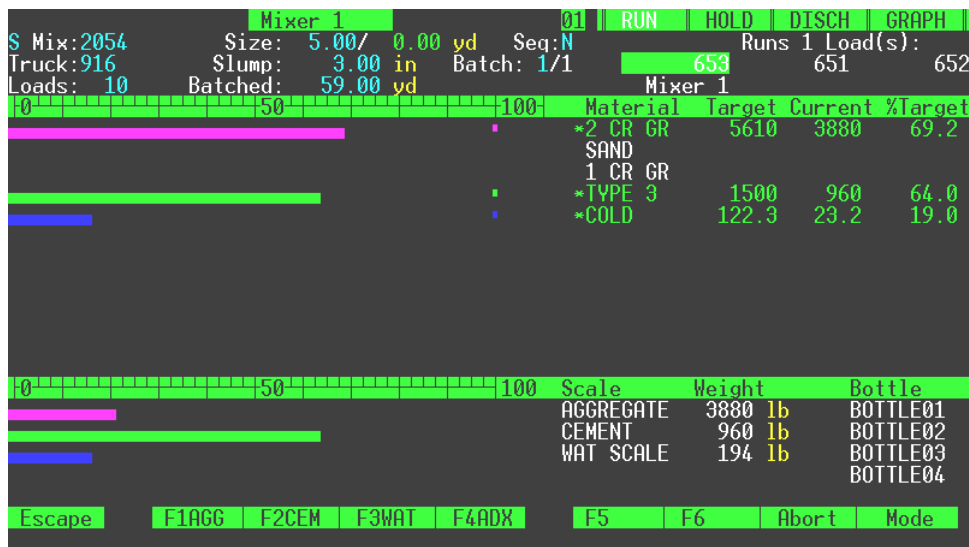 Mixer 1 01 RUN HOLD DISCH GRAPH
S Mix:2054 Size: 5.00/ 0.00 yd Seq:N Runs 1 Load(s):
Truck:916 Slump: 3.00 in Batch: 1/1 653 651 652
Loads: 10 Batched: 59.00 yd Mixer 1
0 50 100 Material Target Current %Target
*2 CR GR 5610 3880 69.2
SAND
1 CR GR
*TYPE 3 1500 960 64.0
*COLD 122.3 23.2 19.0
0 50 100 Scale Weight Bottle
AGGREGATE 3880 lb BOTTLE01
CEMENT 960 lb BOTTLE02
WAT SCALE 194 lb BOTTLE03
BOTTLE04
Escape F1AGG F2CEM F3WAT F4ADX F5 F6 Abort Mode